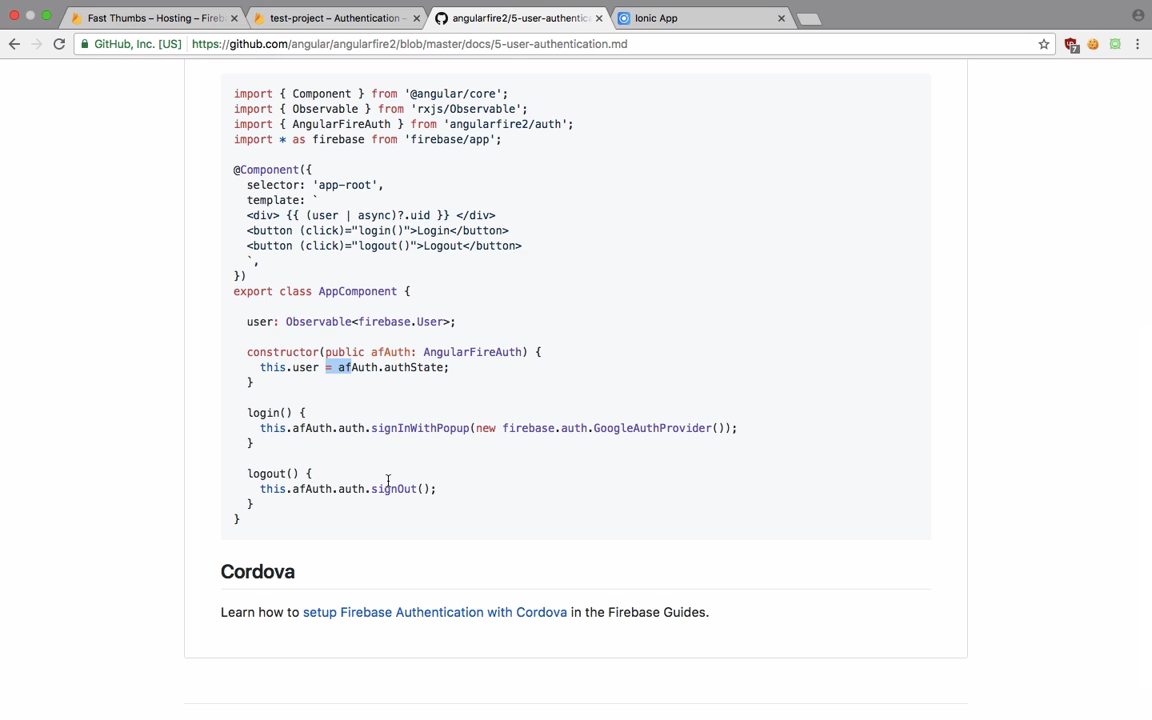 Fast Thumbs – Hosting – Fireb
test-project – Authentication –
angularfire2/5-user-authentic
Ionic App
GitHub, Inc. [US]
https://github.com/angular/angularfire2/blob/master/docs/5-user-authentication.md
7
import { Component } from '@angular/core';
import { Observable } from 'rxjs/Observable';
import { AngularFireAuth } from 'angularfire2/auth';
import * as firebase from 'firebase/app';
@Component({
selector: 'app-root',
template: `
<div> {{ (user | async)?.uid }} </div>
<button (click)="login()">Login</button>
<button (click)="logout()">Logout</button>
`,
})
export class AppComponent {
user: Observable<firebase.User>;
constructor(public afAuth: AngularFireAuth) {
this.user = afAuth.authState;
}
login() {
this.afAuth.auth.signInWithPopup(new firebase.auth.GoogleAuthProvider());
}
logout() {
this.afAuth.auth.signOut();
}
}
Cordova
Learn how to setup Firebase Authentication with Cordova in the Firebase Guides.